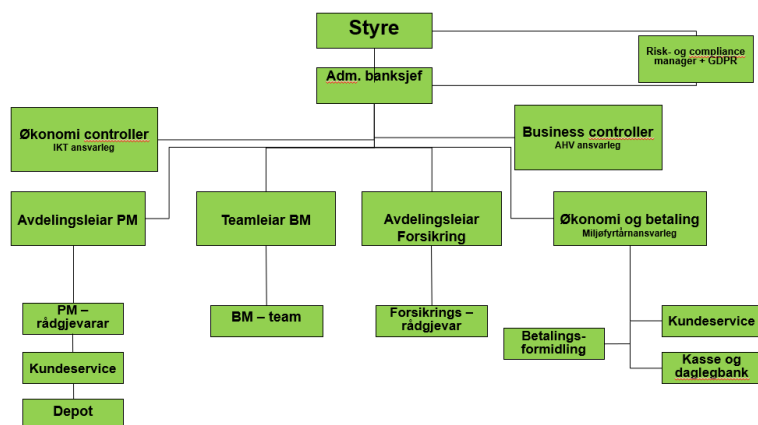 Styre
Risk- og compliance
manager + GDPR
Adm. banksjef
Økonomi controller
IKT ansvarleg
Business controller
AHV ansvarleg
Avdelingsleiar PM
Teamleiar BM
Avdelingsleiar
Forsikring
Økonomi og betaling
Miljøfyrtårnansvarleg
PM –
rådgjevarar
BM – team
Forsikrings –
rådgjevar
Kundeservice
Betalings-
formidling
Kundeservice
Kasse og
daglegbank
Depot